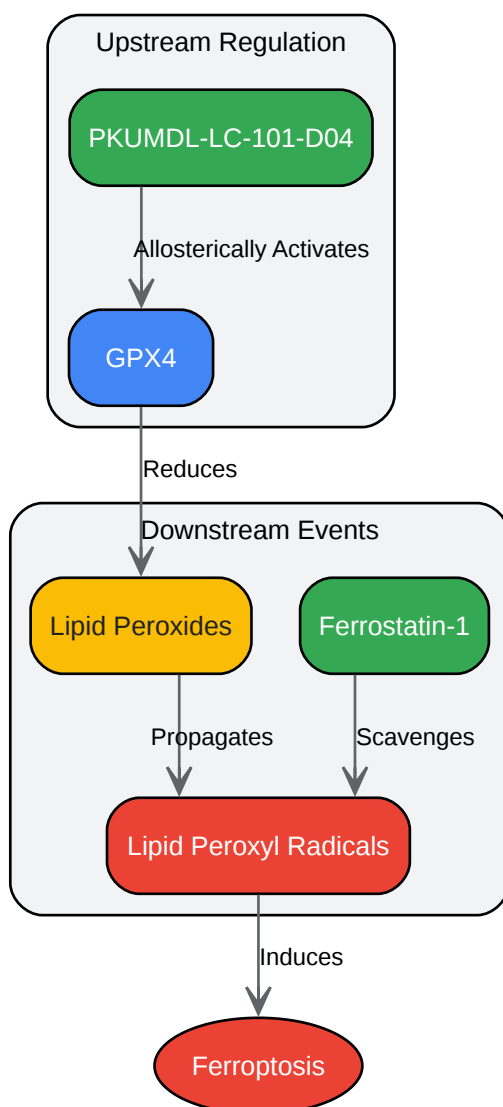 Upstream Regulation
PKUMDL-LC-101-D04
Allosterically Activates
GPX4
Reduces
Downstream Events
Lipid Peroxides
Ferrostatin-1
Propagates
Scavenges
Lipid Peroxyl Radicals
Induces
Ferroptosis